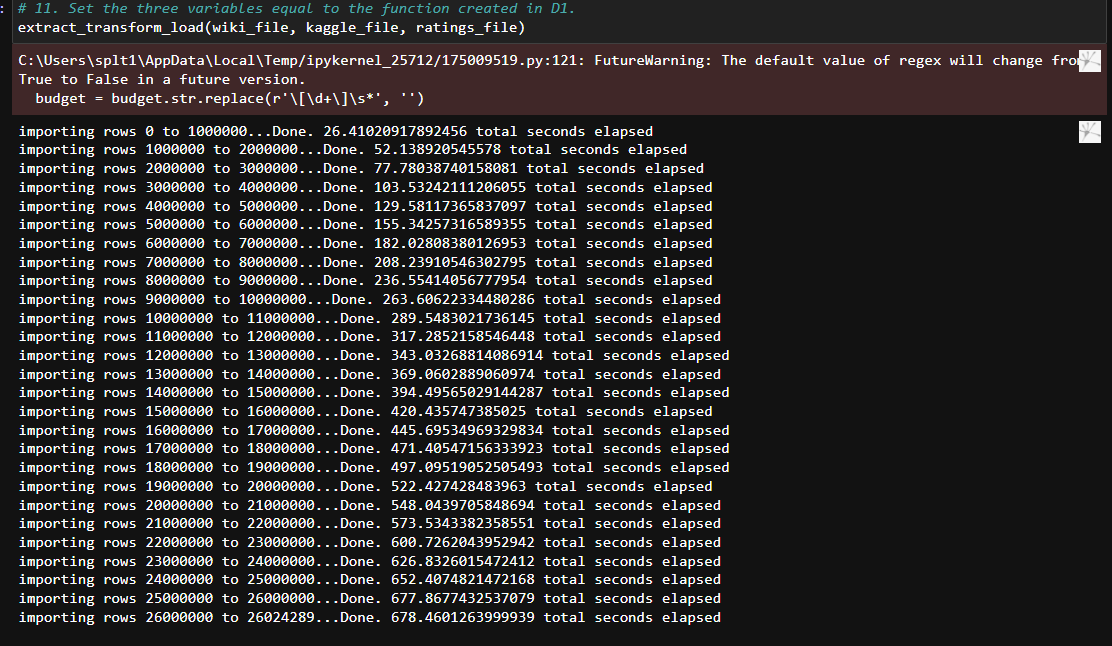 :
# 11. Set the three variables equal to the function created in D1.
extract_transform_load(wiki_file, kaggle_file, ratings_file)
C:\Users\splt1\AppData\Local\Temp/ipykernel_25712/175009519.py:121: FutureWarning: The default value of regex will change from
True to False in a future version.
  budget = budget.str.replace(r'\[\d+\]\s*', '')
importing rows 0 to 1000000...Done. 26.41020917892456 total seconds elapsed
importing rows 1000000 to 2000000...Done. 52.138920545578 total seconds elapsed
importing rows 2000000 to 3000000...Done. 77.78038740158081 total seconds elapsed
importing rows 3000000 to 4000000...Done. 103.53242111206055 total seconds elapsed
importing rows 4000000 to 5000000...Done. 129.58117365837097 total seconds elapsed
importing rows 5000000 to 6000000...Done. 155.34257316589355 total seconds elapsed
importing rows 6000000 to 7000000...Done. 182.02808380126953 total seconds elapsed
importing rows 7000000 to 8000000...Done. 208.23910546302795 total seconds elapsed
importing rows 8000000 to 9000000...Done. 236.55414056777954 total seconds elapsed
importing rows 9000000 to 10000000...Done. 263.60622334480286 total seconds elapsed
importing rows 10000000 to 11000000...Done. 289.5483021736145 total seconds elapsed
importing rows 11000000 to 12000000...Done. 317.2852158546448 total seconds elapsed
importing rows 12000000 to 13000000...Done. 343.03268814086914 total seconds elapsed
importing rows 13000000 to 14000000...Done. 369.0602889060974 total seconds elapsed
importing rows 14000000 to 15000000...Done. 394.49565029144287 total seconds elapsed
importing rows 15000000 to 16000000...Done. 420.435747385025 total seconds elapsed
importing rows 16000000 to 17000000...Done. 445.69534969329834 total seconds elapsed
importing rows 17000000 to 18000000...Done. 471.40547156333923 total seconds elapsed
importing rows 18000000 to 19000000...Done. 497.09519052505493 total seconds elapsed
importing rows 19000000 to 20000000...Done. 522.427428483963 total seconds elapsed
importing rows 20000000 to 21000000...Done. 548.0439705848694 total seconds elapsed
importing rows 21000000 to 22000000...Done. 573.5343382358551 total seconds elapsed
importing rows 22000000 to 23000000...Done. 600.7262043952942 total seconds elapsed
importing rows 23000000 to 24000000...Done. 626.8326015472412 total seconds elapsed
importing rows 24000000 to 25000000...Done. 652.4074821472168 total seconds elapsed
importing rows 25000000 to 26000000...Done. 677.8677432537079 total seconds elapsed
importing rows 26000000 to 26024289...Done. 678.4601263999939 total seconds elapsed